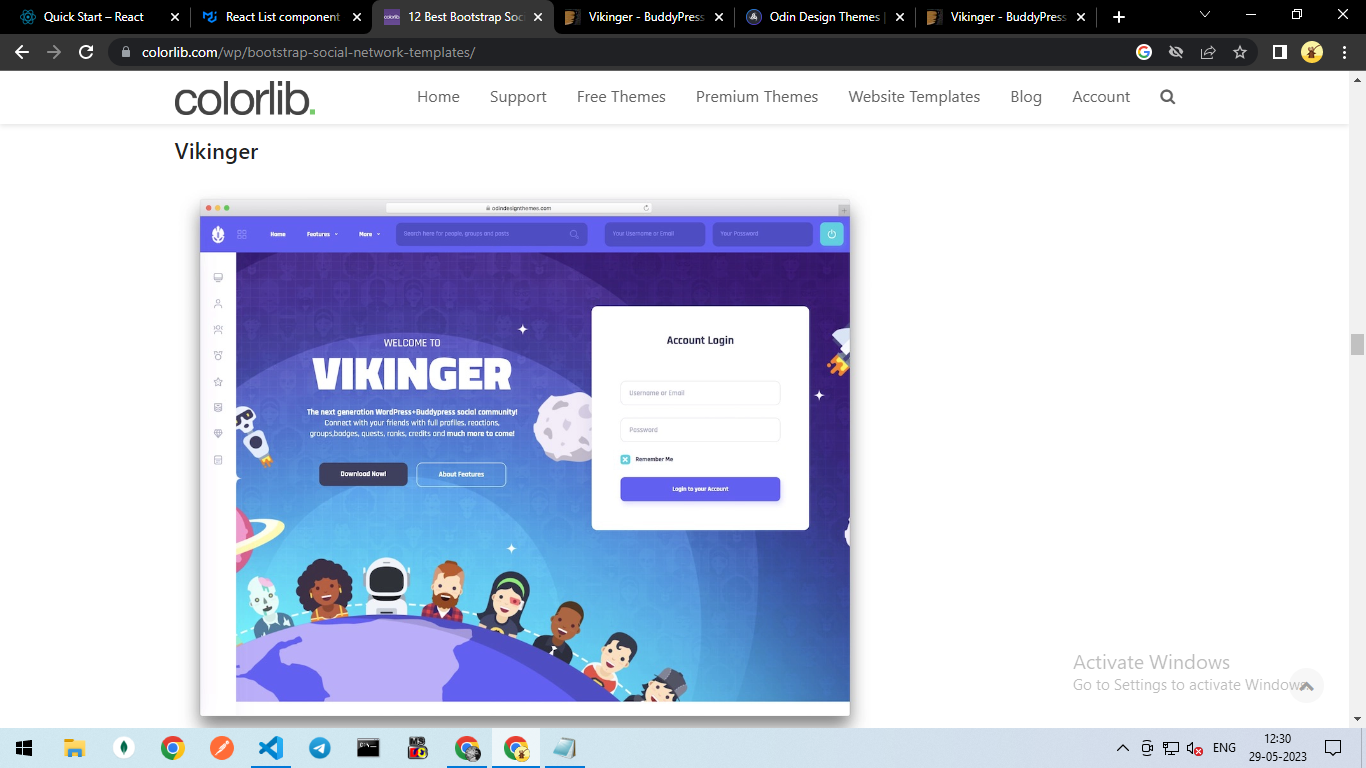 Quick Start – React
React List component
12 Best Bootstrap Soc
Vikinger - BuddyPress
Odin Design Themes |
Vikinger - BuddyPress
colorlib.com/wp/bootstrap-social-network-templates/
colorlib.
Home
Support
Free Themes
Premium Themes
Website Templates
Blog
Account
Vikinger
odindesignthemes.com
Home
Features
More
Search here for people, groups and posts
Your Username or Email
Your Password
WELCOME TO
VIKINGER
The next generation WordPress+Buddypress social community!
Connect with your friends with full profiles, reactions,
groups,badges, quests, ranks, credits and much more to come!
Download Now!
About Features
Account Login
Username or Email
Password
Remember Me
Login to your Account
Activate Windows
Go to Settings to activate Windows.
ENG
12:30
29-05-2023